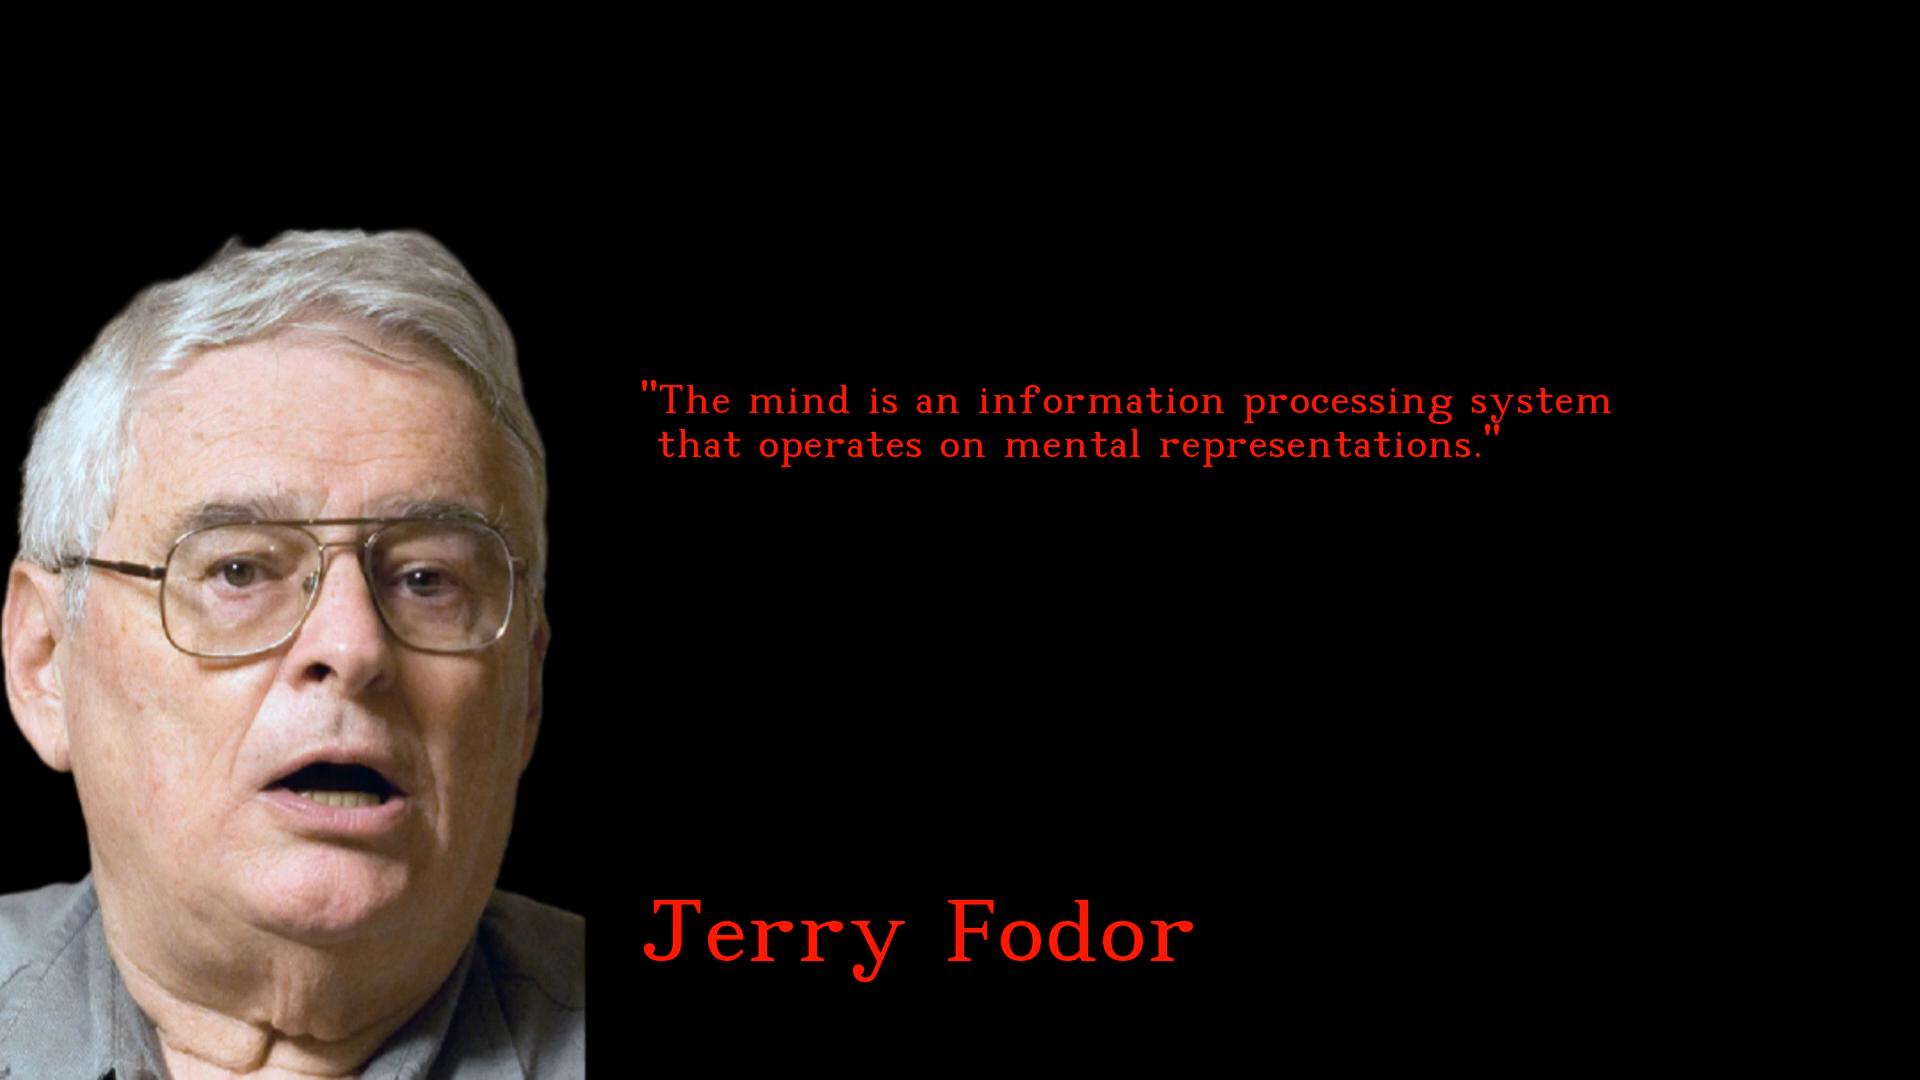 "The mind is an information processing system
that operates on mental representations."
Jerry Fodor